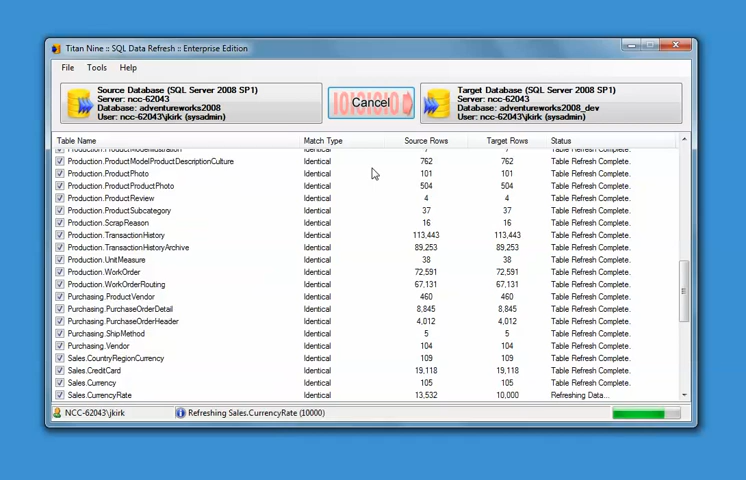 Titan Nine :: SQL Data Refresh :: Enterprise Edition
File Tools Help
Source Database (SQL Server 2008 SP1)
Server: ncc-62043
Database: adventureworks2008
User: ncc-62043\jkirk (sysadmin)
Cancel
Target Database (SQL Server 2008 SP1)
Server: ncc-62043
Database: adventureworks2008_dev
User: ncc-62043\jkirk (sysadmin)
Table Name Match Type Source Rows Target Rows Status
Production.ProductModelIllustration Identical 7 7 Table Refresh Complete.
Production.ProductModelProductDescriptionCulture Identical 762 762 Table Refresh Complete.
Production.ProductPhoto Identical 101 101 Table Refresh Complete.
Production.ProductProductPhoto Identical 504 504 Table Refresh Complete.
Production.ProductReview Identical 4 4 Table Refresh Complete.
Production.ProductSubcategory Identical 37 37 Table Refresh Complete.
Production.ScrapReason Identical 16 16 Table Refresh Complete.
Production.TransactionHistory Identical 113,443 113,443 Table Refresh Complete.
Production.TransactionHistoryArchive Identical 89,253 89,253 Table Refresh Complete.
Production.UnitMeasure Identical 38 38 Table Refresh Complete.
Production.WorkOrder Identical 72,591 72,591 Table Refresh Complete.
Production.WorkOrderRouting Identical 67,131 67,131 Table Refresh Complete.
Purchasing.ProductVendor Identical 460 460 Table Refresh Complete.
Purchasing.PurchaseOrderDetail Identical 8,845 8,845 Table Refresh Complete.
Purchasing.PurchaseOrderHeader Identical 4,012 4,012 Table Refresh Complete.
Purchasing.ShipMethod Identical 5 5 Table Refresh Complete.
Purchasing.Vendor Identical 104 104 Table Refresh Complete.
Sales.CountryRegionCurrency Identical 109 109 Table Refresh Complete.
Sales.CreditCard Identical 19,118 19,118 Table Refresh Complete.
Sales.Currency Identical 105 105 Table Refresh Complete.
Sales.CurrencyRate Identical 13,532 10,000 Refreshing Data...
NCC-62043\jkirk Refreshing Sales.CurrencyRate (10000)